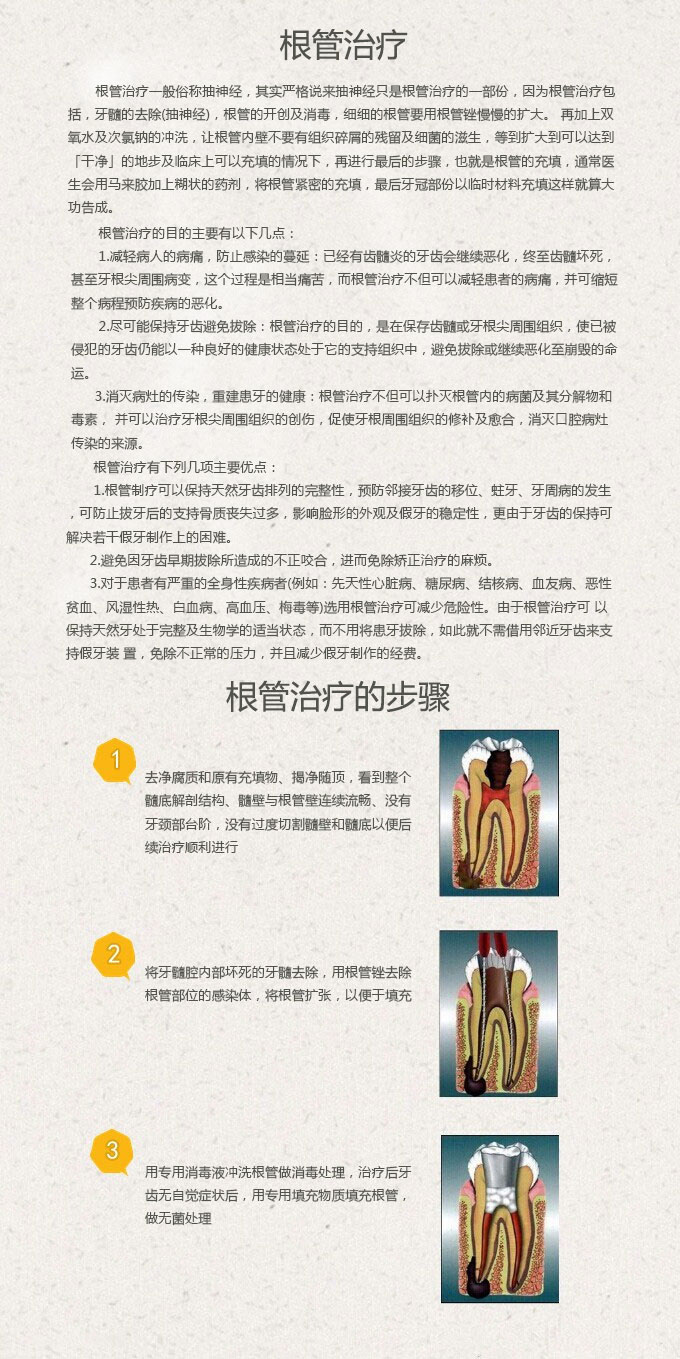 根管治疗
根管治疗一般俗称抽神经，其实严格说来抽神经只是根管治疗的一部份，因为根管治疗包
括，牙髓的去除(抽神经)，根管的开创及消毒，细细的根管要用根管锉慢慢的扩大。 再加上双
氧水及次氯钠的冲洗，让根管内壁不要有组织碎屑的残留及细菌的滋生，等到扩大到可以达到
「干净」的地步及临床上可以充填的情况下，再进行最后的步骤，也就是根管的充填，通常医
生会用马来胶加上糊状的药剂，将根管紧密的充填，最后牙冠部份以临时材料充填这样就算大
功告成。
根管治疗的目的主要有以下几点：
1.减轻病人的病痛，防止感染的蔓延：已经有齿髓炎的牙齿会继续恶化，终至齿髓坏死，
甚至牙根尖周围病变，这个过程是相当痛苦，而根管治疗不但可以减轻患者的病痛，并可缩短
整个病程预防疾病的恶化。
2.尽可能保持牙齿避免拔除：根管治疗的目的，是在保存齿髓或牙根尖周围组织，使已被
侵犯的牙齿仍能以一种良好的健康状态处于它的支持组织中，避免拔除或继续恶化至崩毁的命
运。
3.消灭病灶的传染，重建患牙的健康：根管治疗不但可以扑灭根管内的病菌及其分解物和
毒素， 并可以治疗牙根尖周围组织的创伤，促使牙根周围组织的修补及愈合，消灭口腔病灶
传染的来源。
根管治疗有下列几项主要优点：
1.根管制疗可以保持天然牙齿排列的完整性，预防邻接牙齿的移位、蛀牙、牙周病的发生
，可防止拔牙后的支持骨质丧失过多，影响脸形的外观及假牙的稳定性，更由于牙齿的保持可
解决若干假牙制作上的困难。
2.避免因牙齿早期拔除所造成的不正咬合，进而免除矫正治疗的麻烦。
3.对于患者有严重的全身性疾病者(例如：先天性心脏病、糖尿病、结核病、血友病、恶性
贫血、风湿性热、白血病、高血压、梅毒等)选用根管治疗可减少危险性。由于根管治疗可 以
保持天然牙处于完整及生物学的适当状态，而不用将患牙拔除，如此就不需借用邻近牙齿来支
持假牙装 置，免除不正常的压力，并且减少假牙制作的经费。
根管治疗的步骤
1
去净腐质和原有充填物、揭净随顶，看到整个
髓底解剖结构、髓壁与根管壁连续流畅、没有
牙颈部台阶，没有过度切割髓壁和髓底以便后
续治疗顺利进行
2
将牙髓腔内部坏死的牙髓去除，用根管锉去除
根管部位的感染体，将根管扩张，以便于填充
3
用专用消毒液冲洗根管做消毒处理，治疗后牙
齿无自觉症状后，用专用填充物质填充根管，
做无菌处理